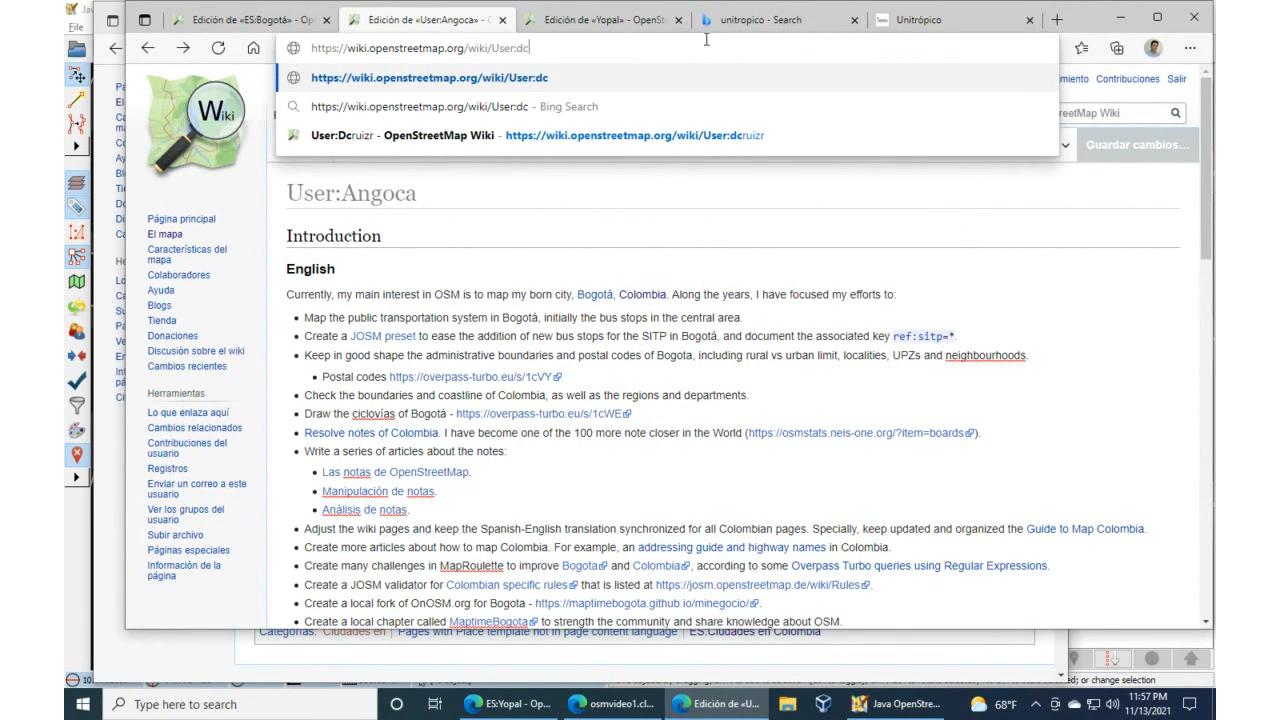 Edición de «ES:Bogotá» - Op
Edición de «User:Angoca» - O
Edición de «Yopal» - OpenSt
unitropico - Search
Unitrópico
File
https://wiki.openstreetmap.org/wiki/User:dc
https://wiki.openstreetmap.org/wiki/User:dc
https://wiki.openstreetmap.org/wiki/User:dc - Bing Search
User:Dcruizr - OpenStreetMap Wiki - https://wiki.openstreetmap.org/wiki/User:dcruizr
Contribuciones
Salir
Wiki
Guardar cambios...
User:Angoca
Página principal
El mapa
Características del
mapa
Colaboradores
Ayuda
Blogs
Tienda
Donaciones
Discusión sobre el wiki
Cambios recientes
Herramientas
Lo que enlaza aquí
Cambios relacionados
Contribuciones del
usuario
Registros
Enviar un correo a este
usuario
Ver los grupos del
usuario
Subir archivo
Páginas especiales
Información de la
página
Introduction
English
Currently, my main interest in OSM is to map my born city, Bogotá, Colombia. Along the years, I have focused my efforts to:
Map the public transportation system in Bogotá, initially the bus stops in the central area.
Create a JOSM preset to ease the addition of new bus stops for the SITP in Bogotá, and document the associated key ref:sitp=*.
Keep in good shape the administrative boundaries and postal codes of Bogota, including rural vs urban limit, localities, UPZs and neighbourhoods.
Postal codes https://overpass-turbo.eu/s/1cVY
Check the boundaries and coastline of Colombia, as well as the regions and departments.
Draw the ciclovías of Bogotá - https://overpass-turbo.eu/s/1cWE
Resolve notes of Colombia. I have become one of the 100 more note closer in the World (https://osmstats.neis-one.org/?item=boards).
Write a series of articles about the notes:
Las notas de OpenStreetMap.
Manipulación de notas.
Análisis de notas.
Adjust the wiki pages and keep the Spanish-English translation synchronized for all Colombian pages. Specially, keep updated and organized the Guide to Map Colombia.
Create more articles about how to map Colombia. For example, an addressing guide and highway names in Colombia.
Create many challenges in MapRoulette to improve Bogota and Colombia, according to some Overpass Turbo queries using Regular Expressions.
Create a JOSM validator for Colombian specific rules that is listed at https://josm.openstreetmap.de/wiki/Rules.
Create a local fork of OnOSM.org for Bogota - https://maptimebogota.github.io/minegocio/.
Create a local chapter called MaptimeBogota to strengthen the community and share knowledge about OSM.
Categorías: Ciudades en | Pages with Place template not in page content language | ES:Ciudades en Colombia
d; or change selection
Type here to search
ES:Yopal - Op...
osmvideo1.cl...
Edición de «U...
Java OpenStre...
68°F
11:57 PM
11/13/2021